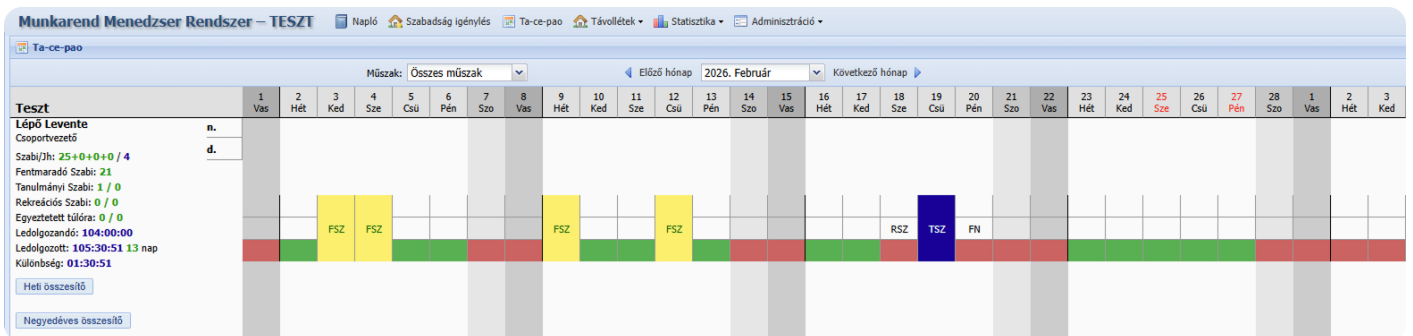 Munkarend Menedzser Rendszer – TESZT Napló Szabadság igénylés Ta-ce-pao Távollétek Statisztika Adminisztráció
Ta-ce-pao
Műszak: Összes műszak Előző hónap 2026. Február Következő hónap
1 2 3 4 5 6 7 8 9 10 11 12 13 14 15 16 17 18 19 20 21 22 23 24 25 26 27 28 1 2 3
Teszt Vas Hét Ked Sze Csü Pén Szo Vas Hét Ked Sze Csü Pén Szo Vas Hét Ked Sze Csü Pén Szo Vas Hét Ked Sze Csü Pén Szo Vas Hét Ked
Lépő Levente n.
Csoportvezető
d.
Szabi/Jh: 25+0+0+0 / 4
Fentmaradó Szabi: 21
Tanulmányi Szabi: 1 / 0
Rekreációs Szabi: 0 / 0
Egyeztetett túlóra: 0 / 0
Ledolgozandó: 104:00:00 FSZ FSZ FSZ FSZ RSZ TSZ FN
Ledolgozott: 105:30:51 13 nap
Különbség: 01:30:51
Heti összesítő
Negyedéves összesítő